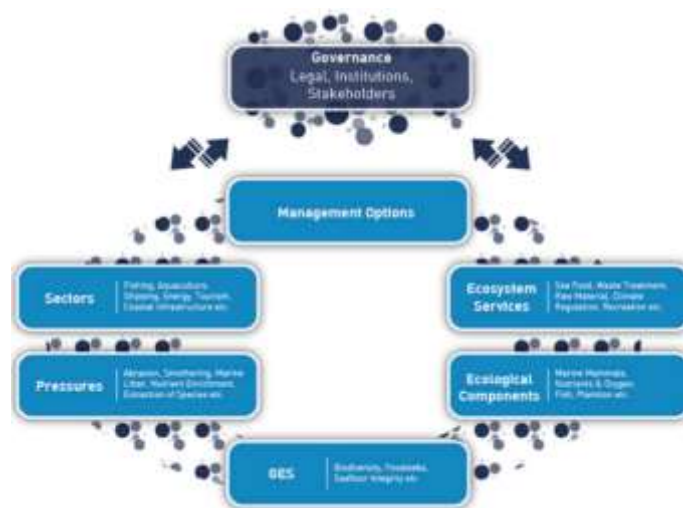 Governance
Legal, Institutions,
Stakeholders
Management Options
Sectors
Fishing, Aquaculture,
Shipping, Energy, Tourism,
Coastal Infrastructure etc.
Ecosystem
Services
Sea Food, Waste Treatment,
Raw Material, Climate
Regulation, Recreation etc.
Pressures
Abrasion, Smothering, Marine
Litter, Nutrient Enrichment,
Extraction of Species etc.
Ecological
Components
Marine Mammals,
Nutrients & Oxygen
Fish, Plankton etc.
GES
Biodiversity, Foodwebs,
Seafloor Integrity etc.